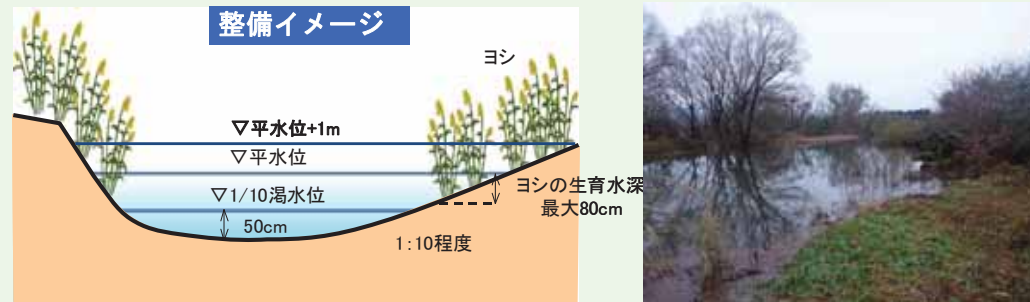 整備イメージ
ヨシ
▽平水位+1m
▽平水位
▽1/10渇水位
50cm
ヨシの生育水深
最大80cm
1:10程度